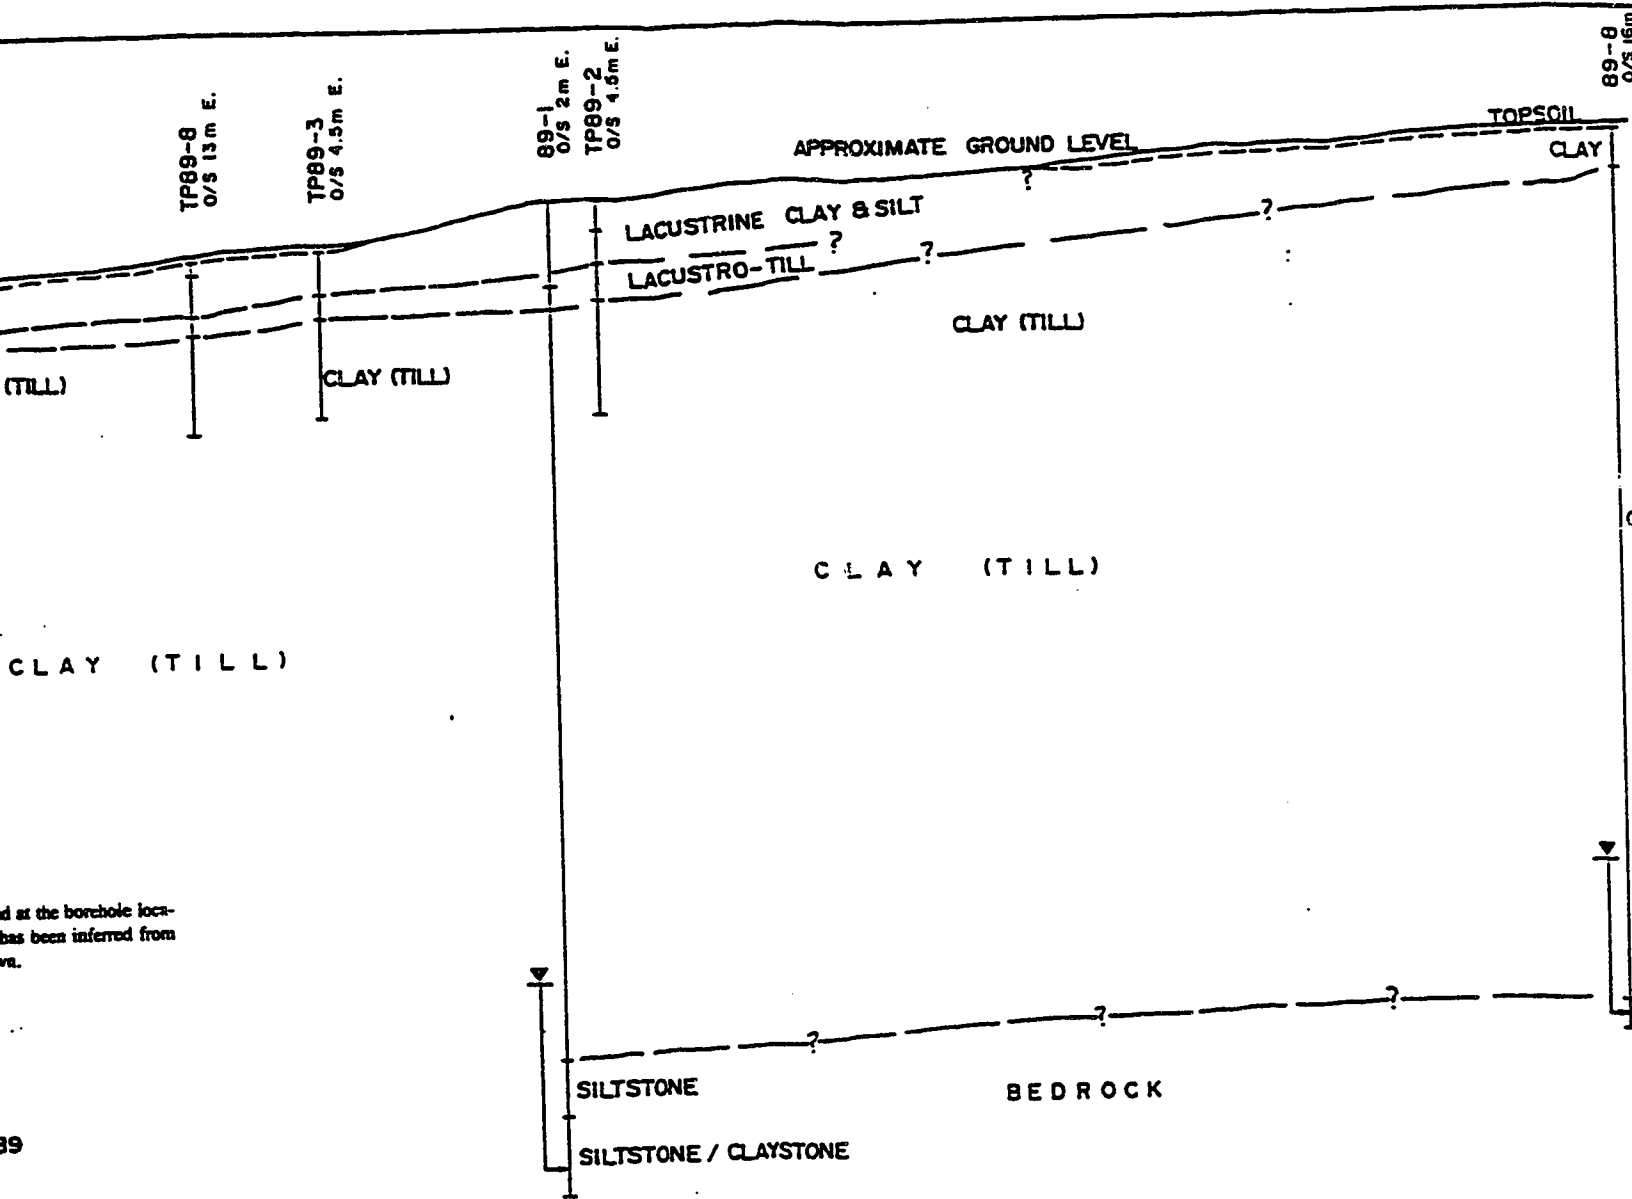 TP89-8
O/S 13m E.
TP89-3
O/S 4.5m E.
89-1
O/S 2m E.
TP89-2
O/S 4.5m E.
89-8
O/S 16m
TOPSOIL
APPROXIMATE GROUND LEVEL
CLAY
?
LACUSTRINE CLAY & SILT
?
?
?
LACUSTRO-TILL
CLAY (TILL)
(TILL)
CLAY (TILL)
CLAY (TILL)
CLAY (TILL)
d at the borehole loca-
has been inferred from
?
?
?
SILTSTONE
BEDROCK
89
SILTSTONE / CLAYSTONE